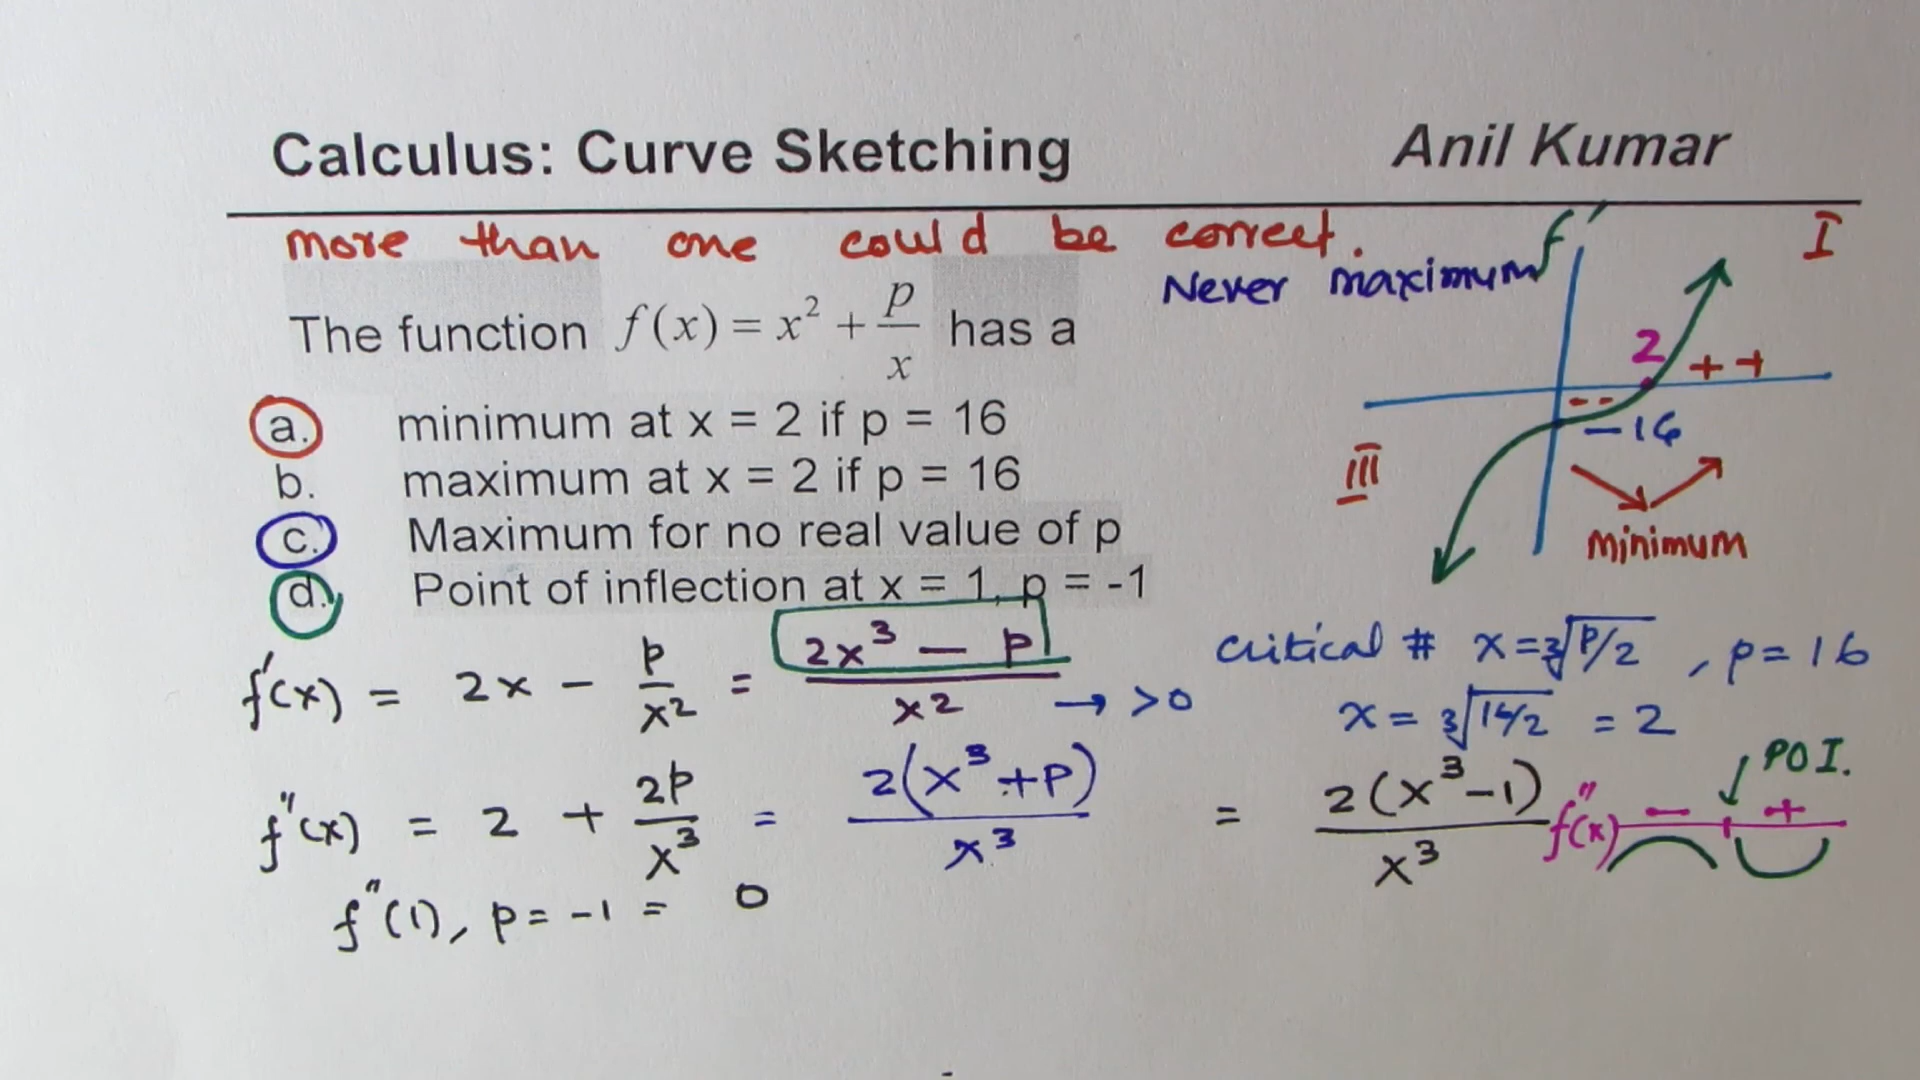 Calculus: Curve Sketching Anil Kumar
more than one could be correct.
Never maximum
f′
I
The function f(x) = x² + p/x has a
a. minimum at x = 2 if p = 16
b. maximum at x = 2 if p = 16
c. Maximum for no real value of p
d. Point of inflection at x = 1, p = -1
2
++
--
-16
III
minimum
f′(x) = 2x - p/x² = (2x³ - p)/x² → >0
critical # x = ∛(p/2), p = 16
x = ∛(16/2) = 2
f″(x) = 2 + 2p/x³ = 2(x³+p)/x³ = 2(x³-1)/x³
f″(x) - +
POI.
f″(1), p = -1 = 0